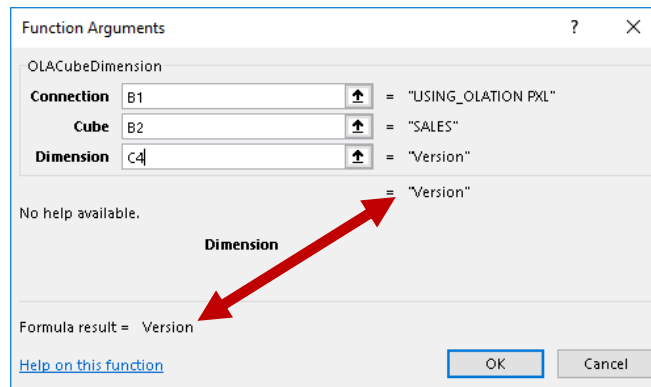 Function Arguments ? ×
OLACubeDimension
Connection B1 = "USING_OLATION PXL"
Cube B2 = "SALES"
Dimension C4 = "Version"
= "Version"
No help available.
Dimension
Formula result = Version
Help on this function OK Cancel